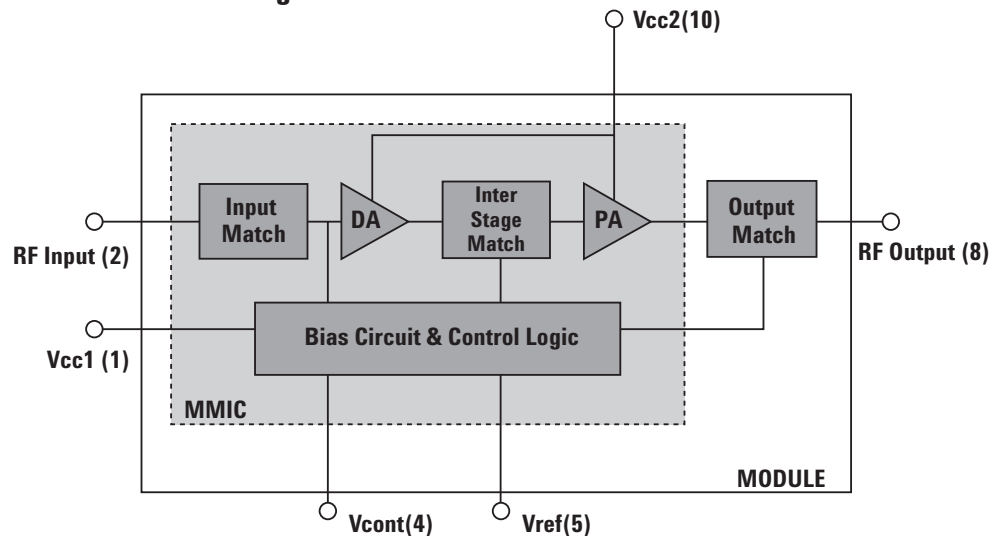 Vcc2(10)
Input
Match
DA
Inter
Stage
Match
PA
Output
Match
RF Input (2)
RF Output (8)
Bias Circuit & Control Logic
Vcc1 (1)
MMIC
MODULE
Vcont(4)
Vref(5)